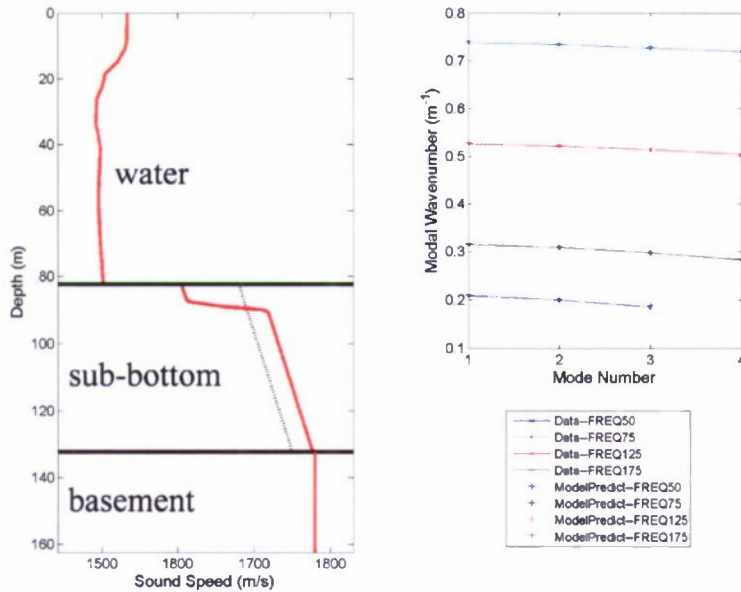 0
20
40
60
80
100
120
140
160
Depth (m)
water
sub-bottom
basement
1500
1600
1700
1800
Sound Speed (m/s)
0.8
0.7
0.6
0.5
0.4
0.3
0.2
0.1
Modal Wavenumber (m⁻¹)
1
2
3
4
Mode Number
Data–FREQ50
Data–FREQ75
Data–FREQ125
Data–FREQ175
ModelPredict–FREQ50
ModelPredict–FREQ75
ModelPredict–FREQ125
ModelPredict–FREQ175